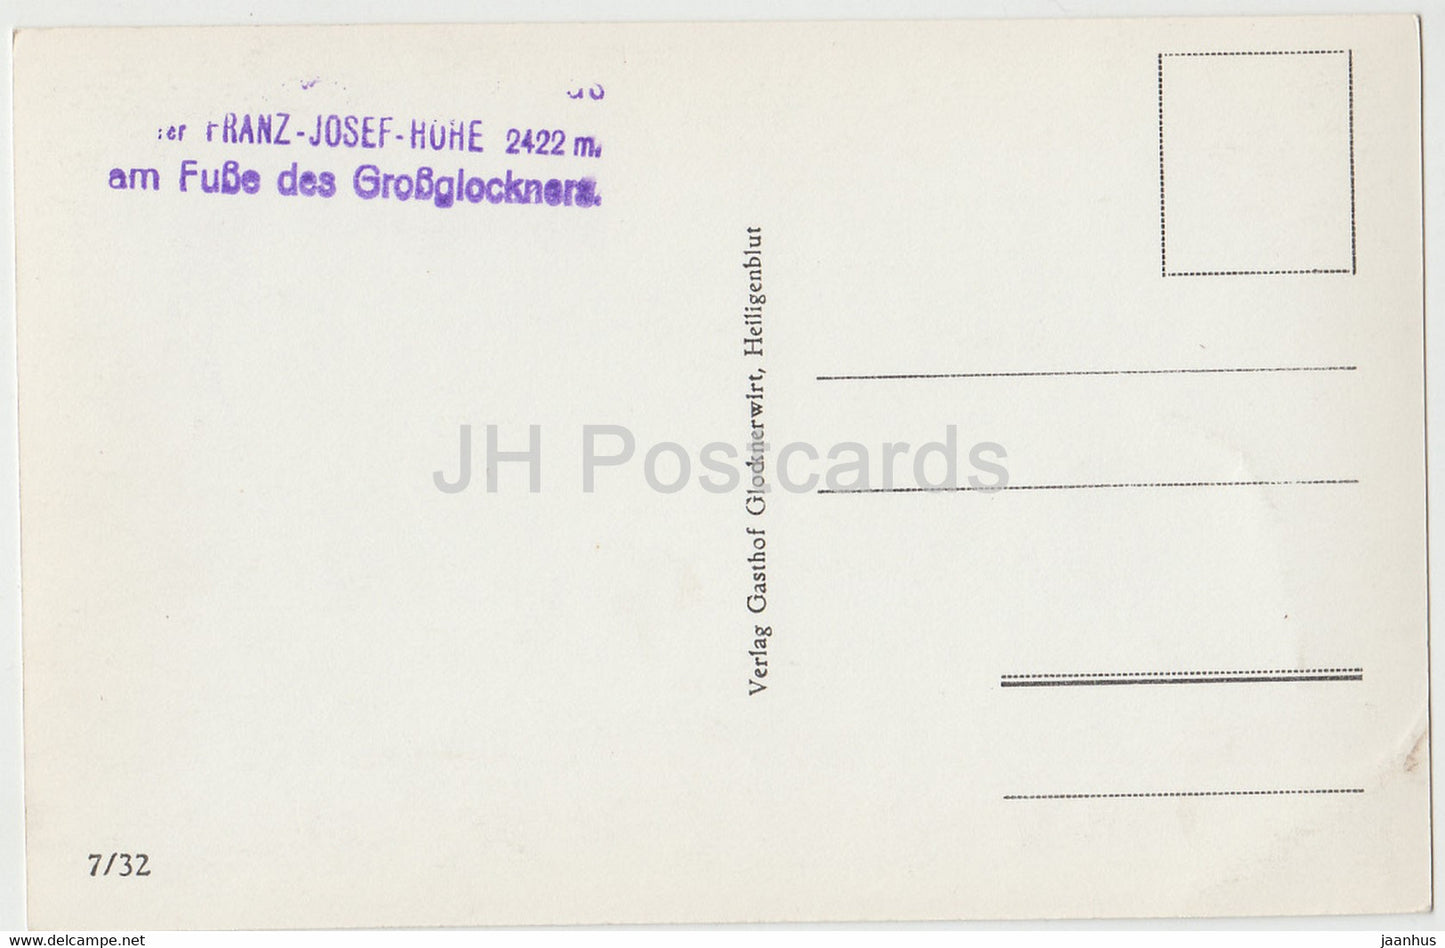 FRANZ-JOSEF-HÖHE 2422 m.
am Fuße des Großglockners.
Verlag Gasthof Glocknerwirt, Heiligenblut
JH Postcards
7/32
www.delcampe.net
jaanhus